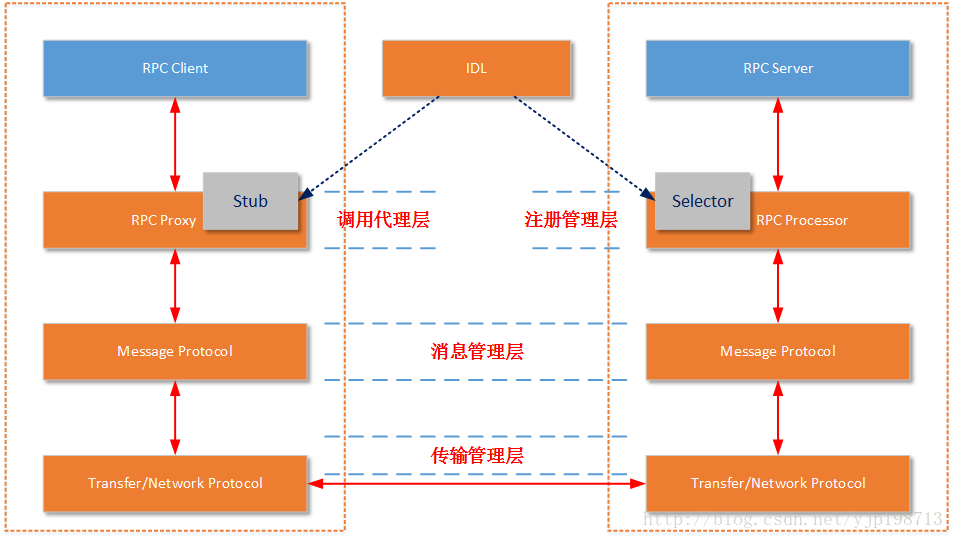 RPC Client
IDL
RPC Server
Stub
Selector
RPC Proxy
调用代理层
注册管理层
RPC Processor
Message Protocol
消息管理层
Message Protocol
传输管理层
Transfer/Network Protocol
Transfer/Network Protocol
http://blog.csdn.net/yjp198713